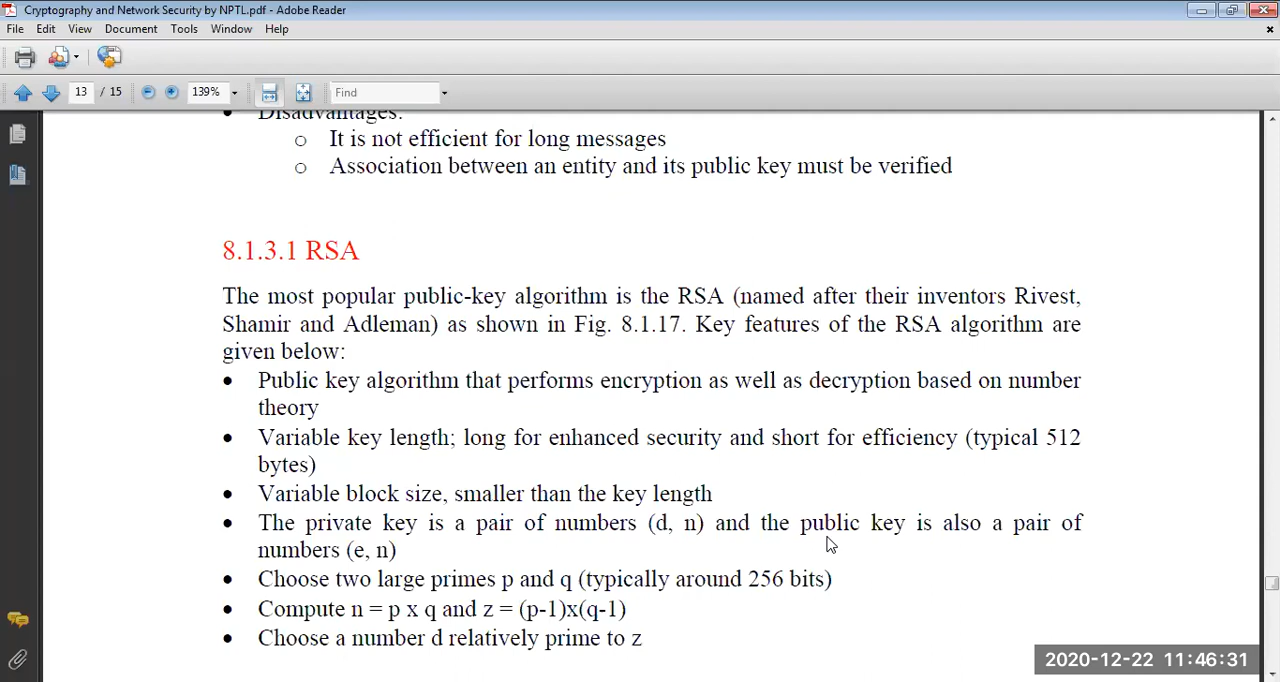 Cryptography and Network Security by NPTL.pdf - Adobe Reader
File Edit View Document Tools Window Help
13 / 15 139% Find
Disadvantages:
It is not efficient for long messages
Association between an entity and its public key must be verified
8.1.3.1 RSA
The most popular public-key algorithm is the RSA (named after their inventors Rivest,
Shamir and Adleman) as shown in Fig. 8.1.17. Key features of the RSA algorithm are
given below:
Public key algorithm that performs encryption as well as decryption based on number
theory
Variable key length; long for enhanced security and short for efficiency (typical 512
bytes)
Variable block size, smaller than the key length
The private key is a pair of numbers (d, n) and the public key is also a pair of
numbers (e, n)
Choose two large primes p and q (typically around 256 bits)
Compute n = p x q and z = (p-1)x(q-1)
Choose a number d relatively prime to z
2020-12-22 11:46:31